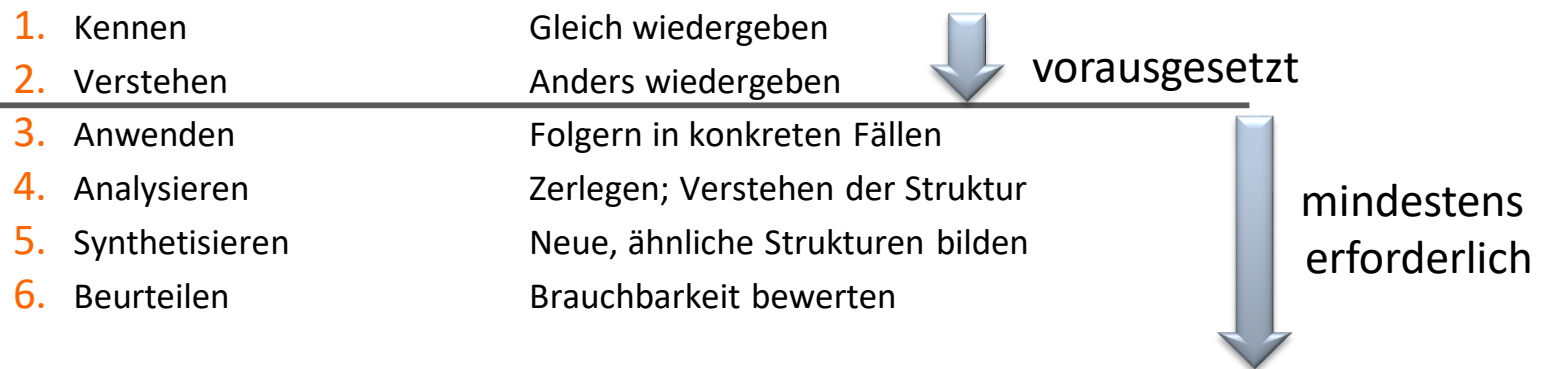 1. Kennen Gleich wiedergeben
2. Verstehen Anders wiedergeben
vorausgesetzt
3. Anwenden Folgern in konkreten Fällen
4. Analysieren Zerlegen; Verstehen der Struktur
5. Synthetisieren Neue, ähnliche Strukturen bilden
6. Beurteilen Brauchbarkeit bewerten
mindestens
erforderlich